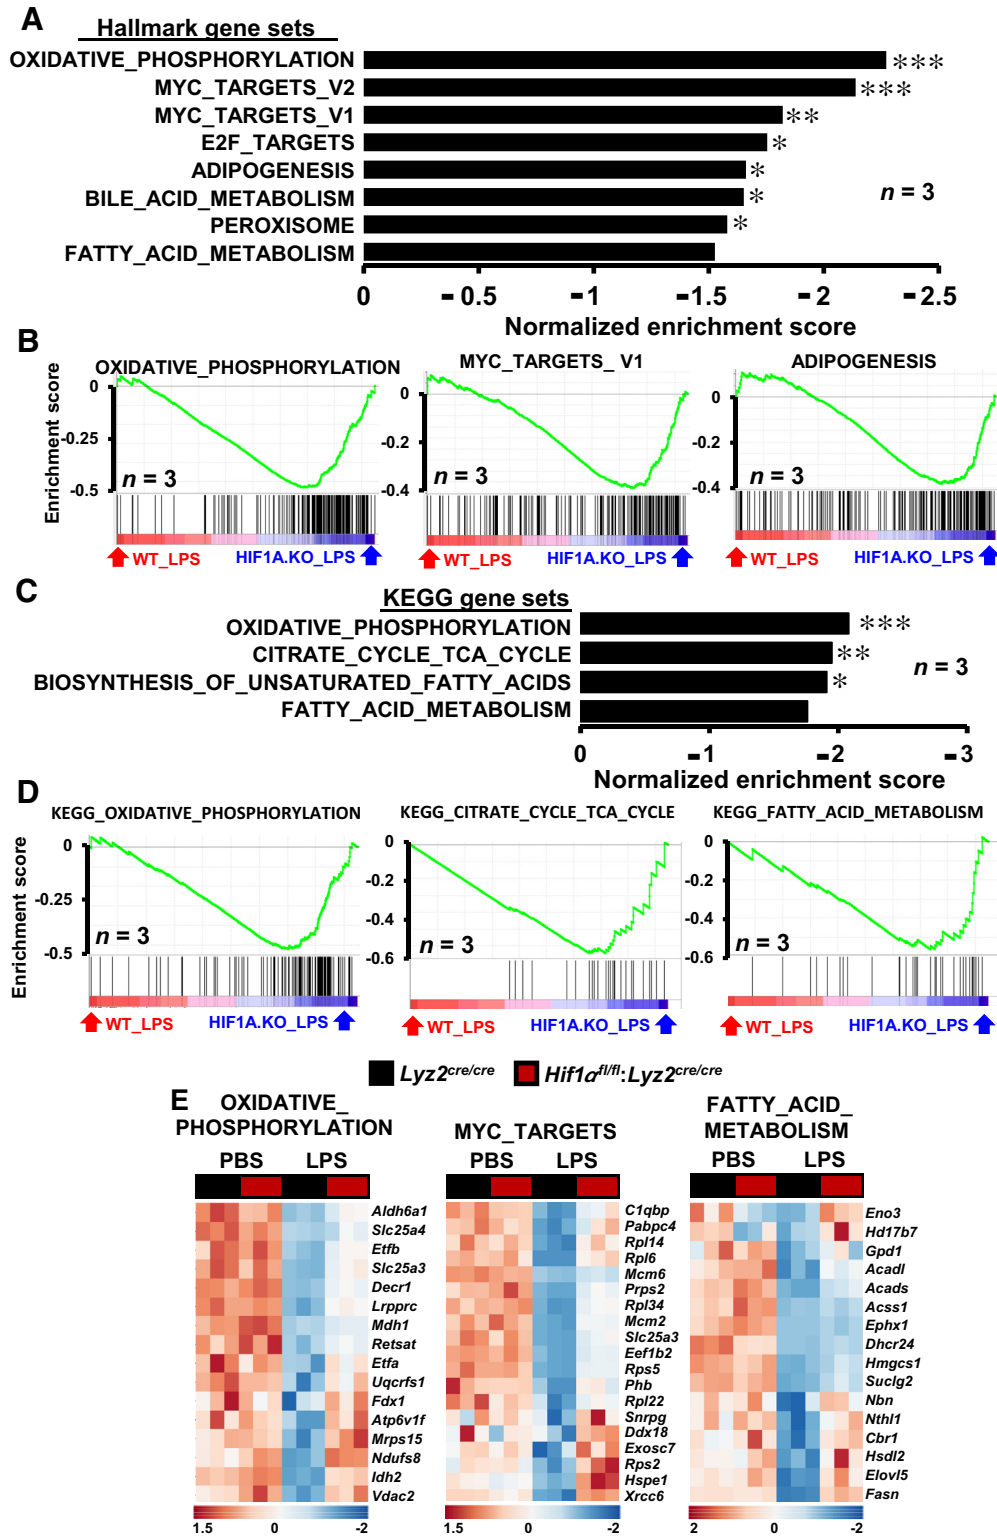 A
Hallmark gene sets
OXIDATIVE_PHOSPHORYLATION ***
MYC_TARGETS_V2 ***
MYC_TARGETS_V1 **
E2F_TARGETS *
ADIPOGENESIS *
BILE_ACID_METABOLISM *
PEROXISOME *
FATTY_ACID_METABOLISM
n = 3
0 -0.5 -1 -1.5 -2 -2.5
Normalized enrichment score
B
OXIDATIVE_PHOSPHORYLATION MYC_TARGETS_ V1 ADIPOGENESIS
Enrichment score
0 -0.25 -0.5
n = 3
WT_LPS HIF1A.KO_LPS
0 -0.2 -0.4
n = 3
WT_LPS HIF1A.KO_LPS
0 -0.2 -0.4
n = 3
WT_LPS HIF1A.KO_LPS
C
KEGG gene sets
OXIDATIVE_PHOSPHORYLATION ***
CITRATE_CYCLE_TCA_CYCLE **
BIOSYNTHESIS_OF_UNSATURATED_FATTY_ACIDS *
FATTY_ACID_METABOLISM
n = 3
0 -1 -2 -3
Normalized enrichment score
D
KEGG_OXIDATIVE_PHOSPHORYLATION KEGG_CITRATE_CYCLE_TCA_CYCLE KEGG_FATTY_ACID_METABOLISM
Enrichment score
0 -0.25 -0.5
n = 3
WT_LPS HIF1A.KO_LPS
0 -0.2 -0.4 -0.6
n = 3
WT_LPS HIF1A.KO_LPS
0 -0.2 -0.4 -0.6
n = 3
WT_LPS HIF1A.KO_LPS
Lyz2cre/cre Hif1αfl/fl:Lyz2cre/cre
E
OXIDATIVE_
PHOSPHORYLATION
PBS LPS
Aldh6a1
Slc25a4
Etfb
Slc25a3
Decr1
Lrpprc
Mdh1
Retsat
Etfa
Uqcrfs1
Fdx1
Atp6v1f
Mrps15
Ndufs8
Idh2
Vdac2
1.5 0 -2
MYC_TARGETS
PBS LPS
C1qbp
Pabpc4
Rpl14
Rpl6
Mcm6
Prps2
Rpl34
Mcm2
Slc25a3
Eef1b2
Rps5
Phb
Rpl22
Snrpg
Ddx18
Exosc7
Rps2
Hspe1
Xrcc6
1.5 0 -2
FATTY_ACID_
METABOLISM
PBS LPS
Eno3
Hd17b7
Gpd1
Acadl
Acads
Acss1
Ephx1
Dhcr24
Hmgcs1
Suclg2
Nbn
Nthl1
Cbr1
Hsdl2
Elovl5
Fasn
2 0 -2